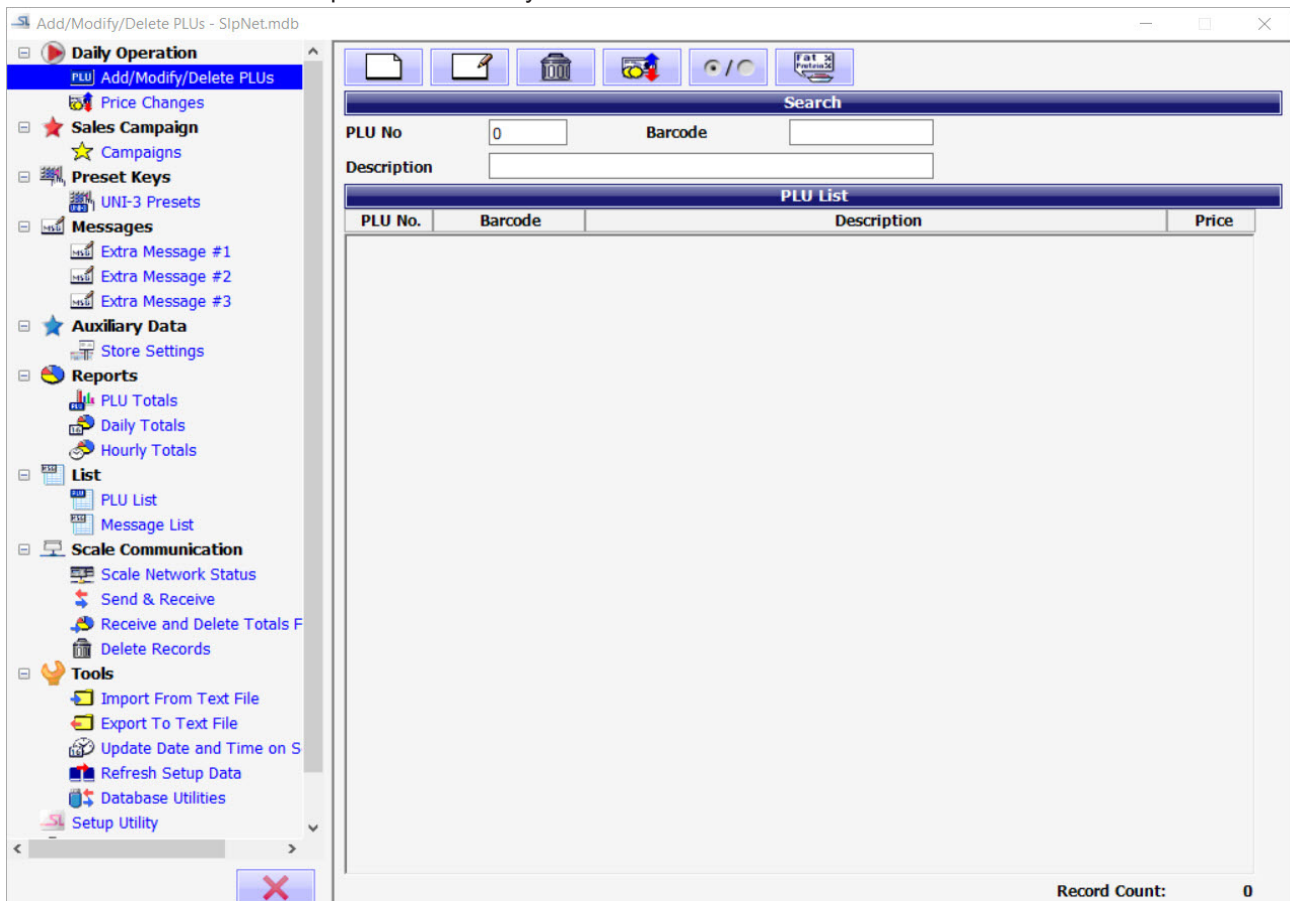 Add/Modify/Delete PLUs - SlpNet.mdb
Daily Operation
PLU Add/Modify/Delete PLUs
Price Changes
Sales Campaign
Campaigns
Preset Keys
UNI-3 Presets
Messages
Extra Message #1
Extra Message #2
Extra Message #3
Auxiliary Data
Store Settings
Reports
PLU Totals
Daily Totals
Hourly Totals
List
PLU List
Message List
Scale Communication
Scale Network Status
Send & Receive
Receive and Delete Totals F
Delete Records
Tools
Import From Text File
Export To Text File
Update Date and Time on S
Refresh Setup Data
Database Utilities
Setup Utility
Search
PLU No 0 Barcode
Description
PLU List
PLU No. Barcode Description Price
Record Count: 0